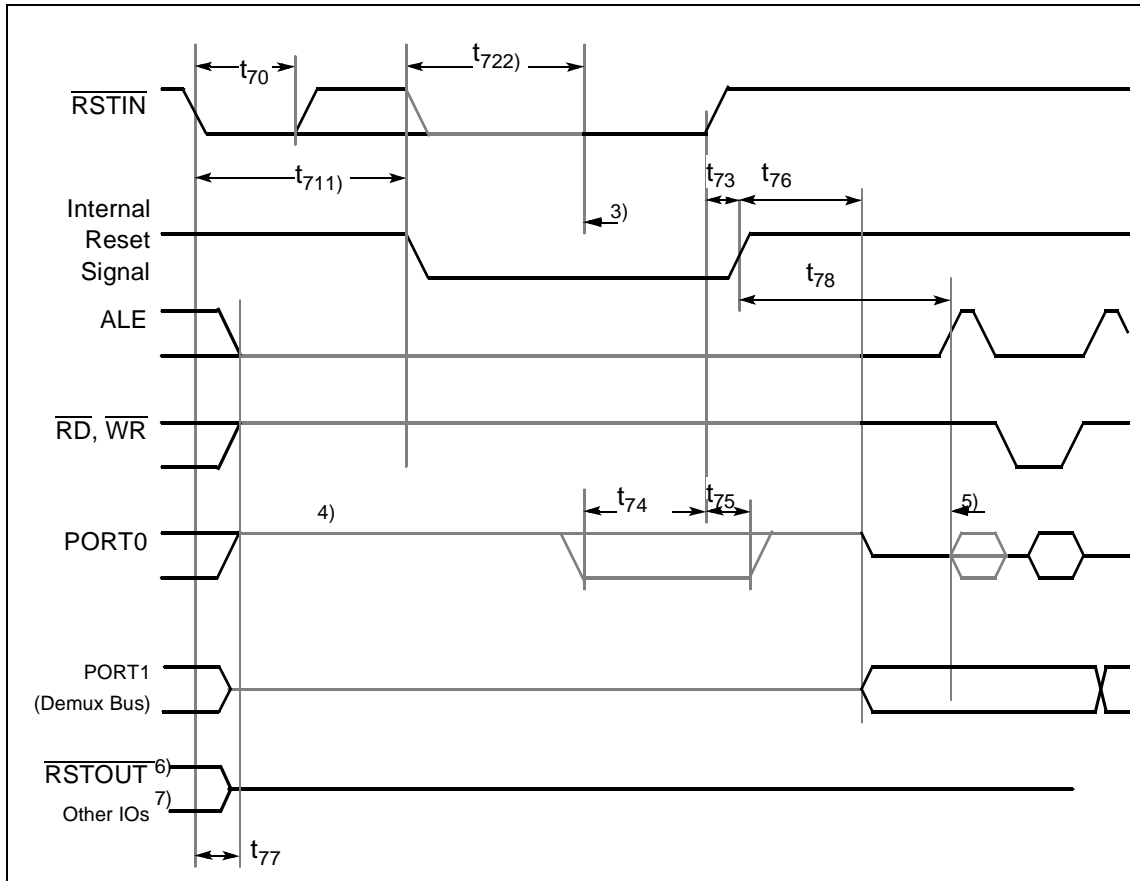 t70
t722)
RSTIN
t711)
t73
t76
Internal
Reset
Signal
3)
t78
ALE
RD, WR
4)
t74
t75
5)
PORT0
PORT1
(Demux Bus)
RSTOUT 6)
Other IOs 7)
t77